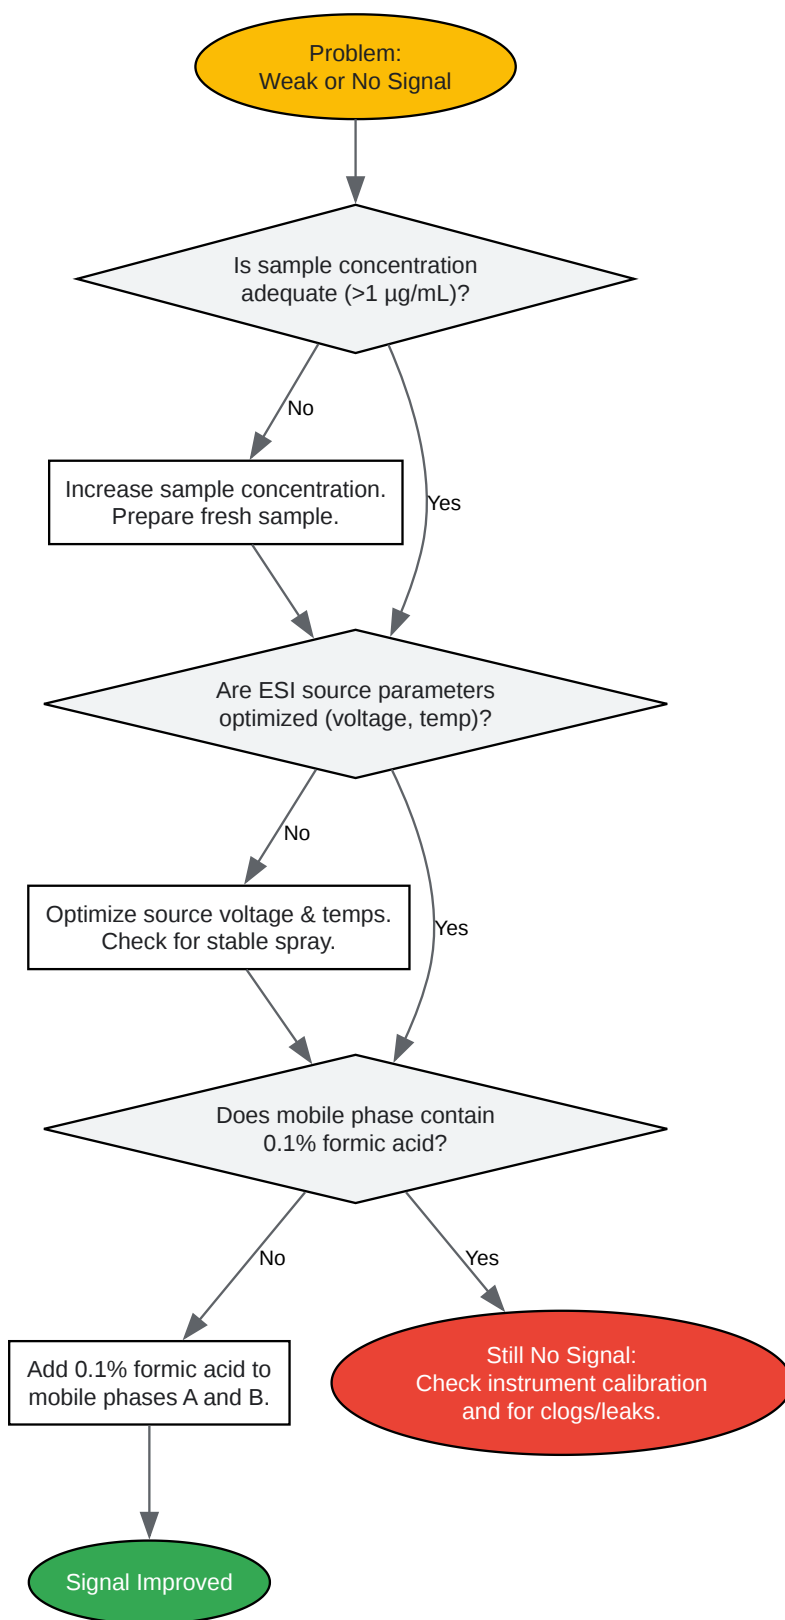 Problem:
Weak or No Signal
Is sample concentration
adequate (>1 µg/mL)?
No
Yes
Increase sample concentration.
Prepare fresh sample.
Are ESI source parameters
optimized (voltage, temp)?
No
Yes
Optimize source voltage & temps.
Check for stable spray.
Does mobile phase contain
0.1% formic acid?
No
Yes
Add 0.1% formic acid to
mobile phases A and B.
Still No Signal:
Check instrument calibration
and for clogs/leaks.
Signal Improved